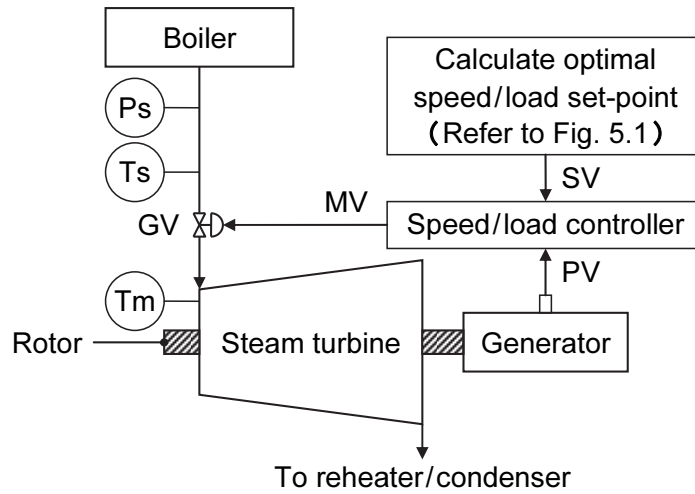 Boiler
Calculate optimal
speed/load set-point
(Refer to Fig. 5.1)
Ps
Ts
SV
MV
GV
Speed/load controller
PV
Tm
Rotor
Steam turbine
Generator
To reheater/condenser